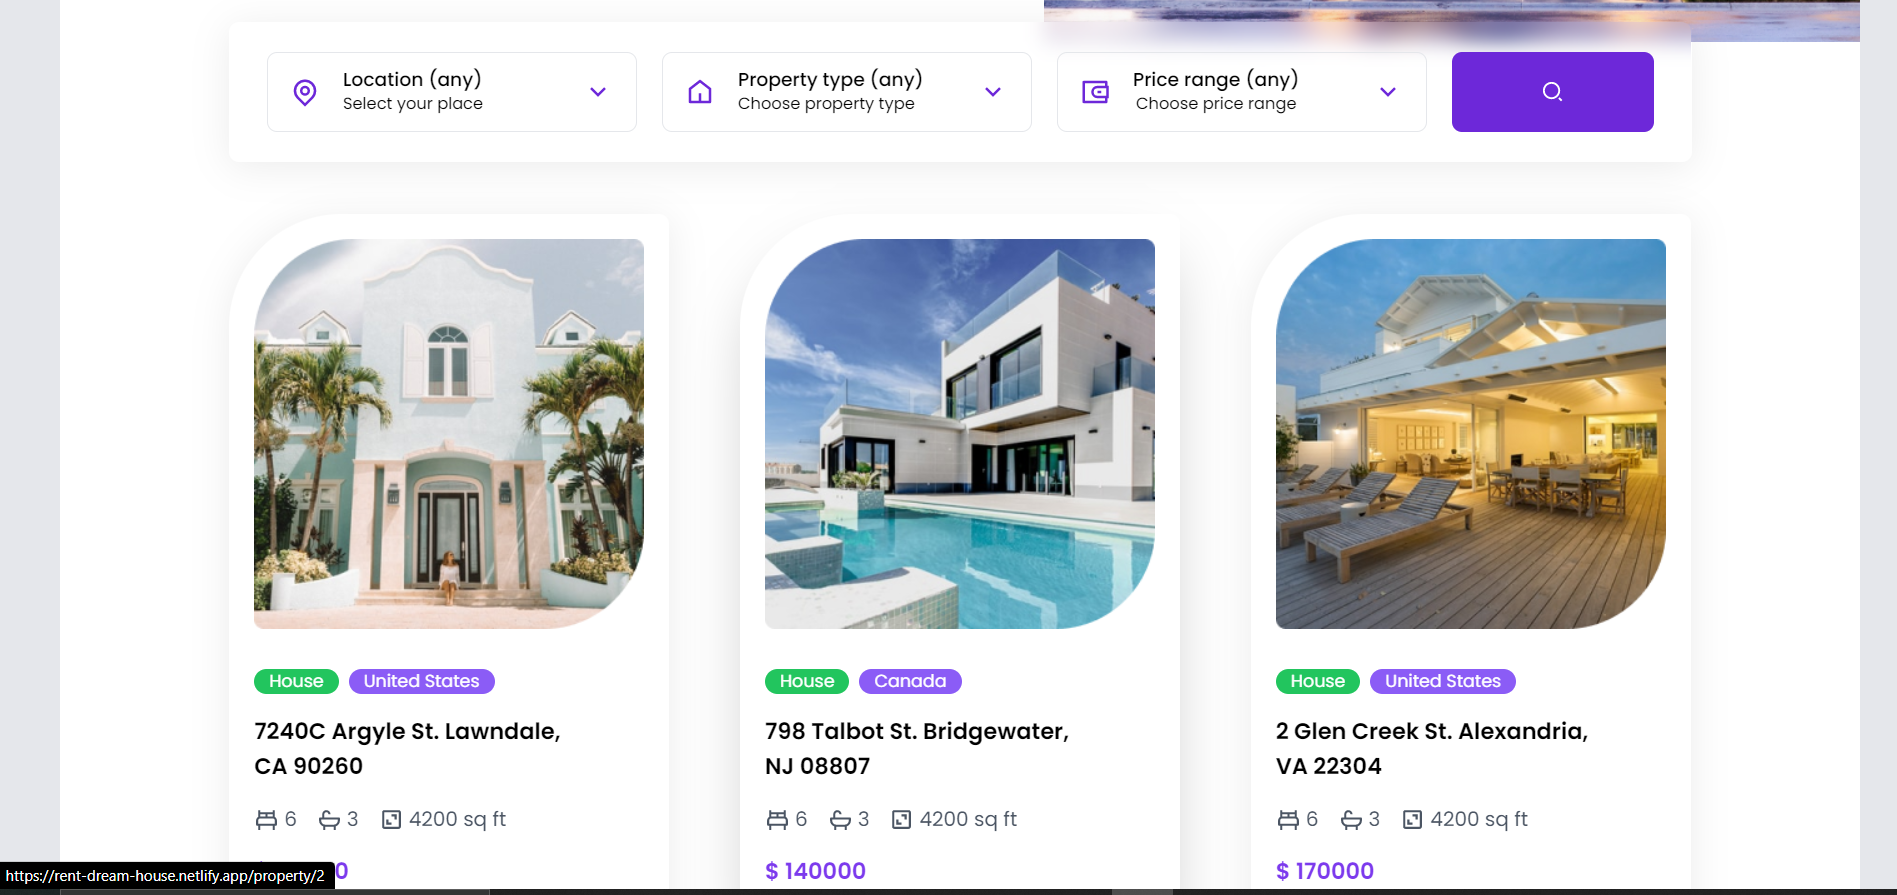 Location (any)
Select your place
Property type (any)
Choose property type
Price range (any)
Choose price range
House United States
7240C Argyle St. Lawndale,
CA 90260
6 3 4200 sq ft
House Canada
798 Talbot St. Bridgewater,
NJ 08807
6 3 4200 sq ft
$ 140000
House United States
2 Glen Creek St. Alexandria,
VA 22304
6 3 4200 sq ft
$ 170000
https://rent-dream-house.netlify.app/property/2